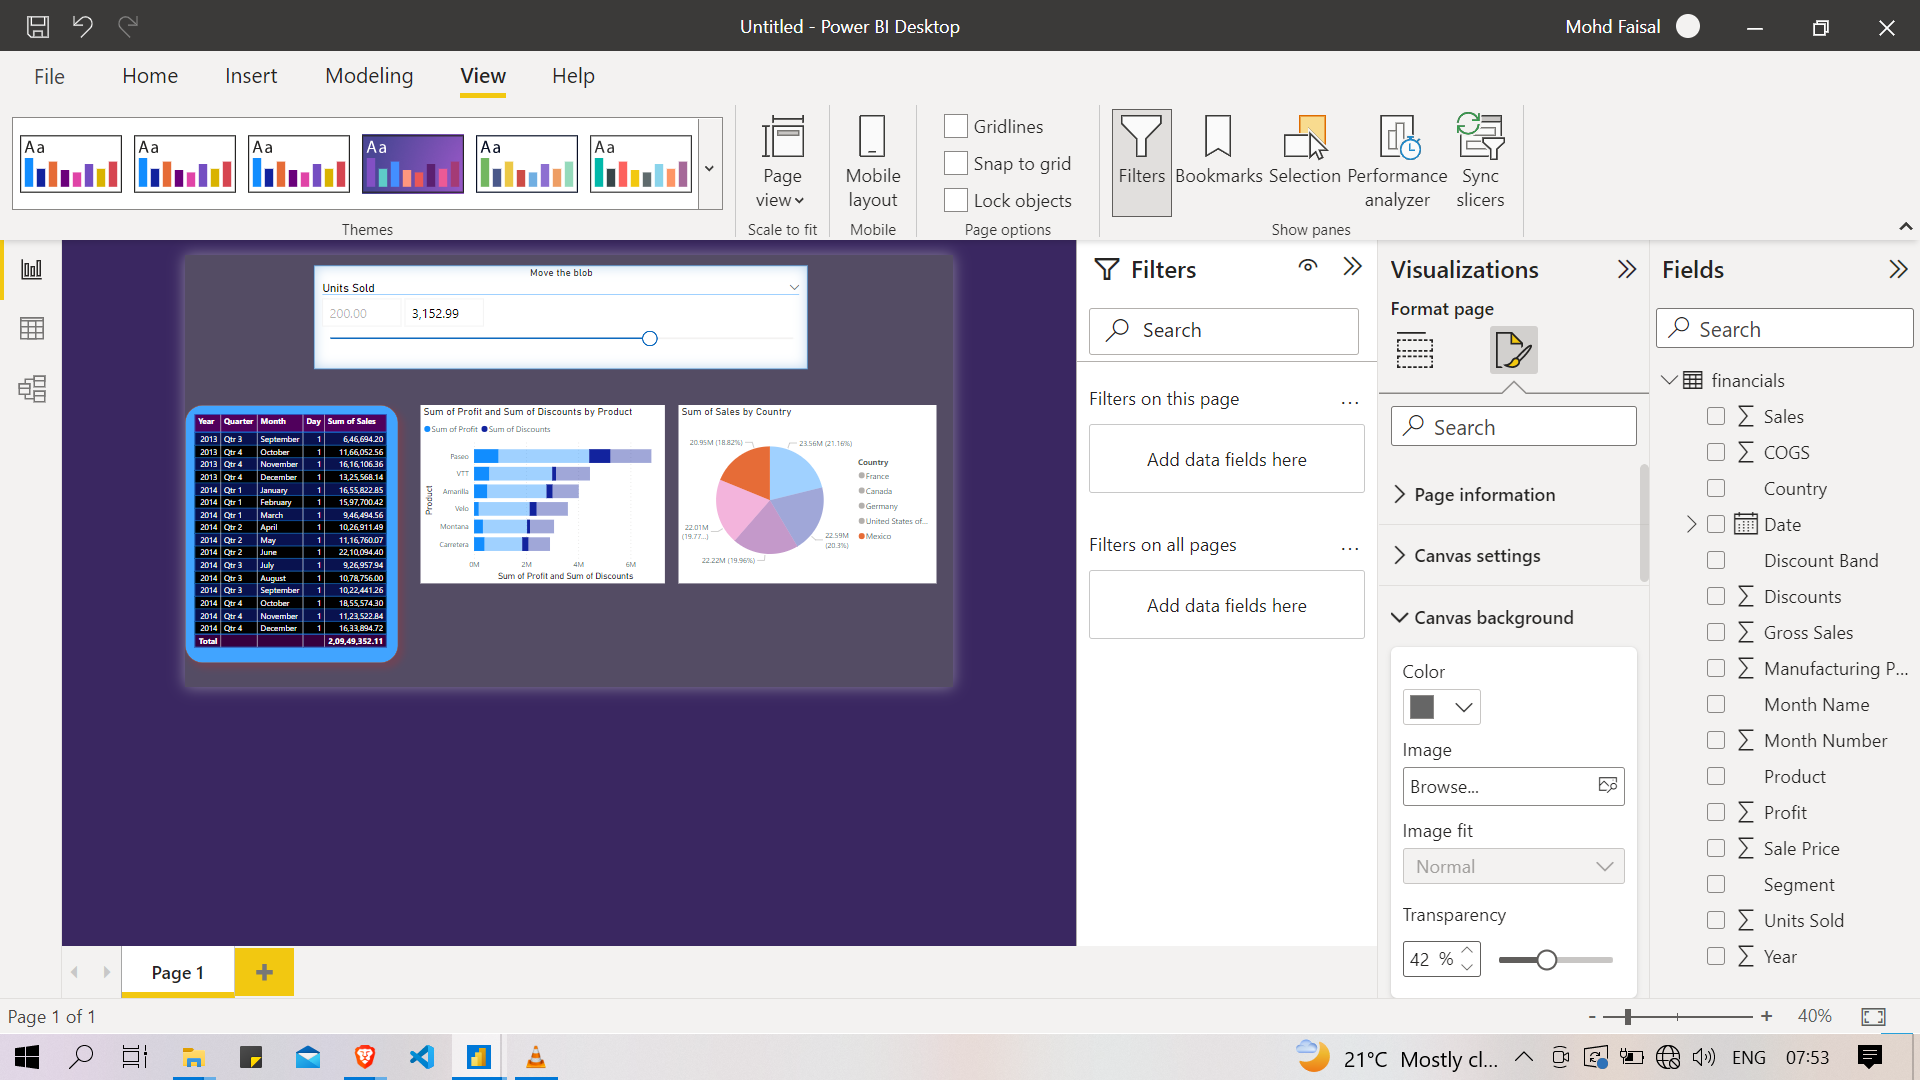 Untitled - Power BI Desktop
Mohd Faisal
File
Home
Insert
Modeling
View
Help
Aa
Aa
Aa
Aa
Aa
Aa
Page
view
Mobile
layout
Gridlines
Snap to grid
Lock objects
Filters
Bookmarks
Selection
Performance
analyzer
Sync
slicers
Themes
Scale to fit
Mobile
Page options
Show panes
Move the blob
Units Sold
200.00
3,152.99
Year Quarter Month Day Sum of Sales
2013 Qtr 3 September 1 6,46,694.20
2013 Qtr 4 October 1 11,66,052.56
2013 Qtr 4 November 1 16,16,106.36
2013 Qtr 4 December 1 13,25,568.14
2014 Qtr 1 January 1 16,55,822.85
2014 Qtr 1 February 1 15,97,700.42
2014 Qtr 1 March 1 9,46,494.56
2014 Qtr 2 April 1 10,26,911.49
2014 Qtr 2 May 1 11,16,760.07
2014 Qtr 2 June 1 22,10,094.40
2014 Qtr 3 July 1 9,26,957.94
2014 Qtr 3 August 1 10,78,756.00
2014 Qtr 3 September 1 10,22,441.26
2014 Qtr 4 October 1 18,55,574.30
2014 Qtr 4 November 1 11,23,522.84
2014 Qtr 4 December 1 16,33,894.72
Total 2,09,49,352.11
Sum of Profit and Sum of Discounts by Product
Sum of Profit Sum of Discounts
Product
Paseo
VTT
Amarilla
Velo
Montana
Carretera
0M 2M 4M 6M
Sum of Profit and Sum of Discounts
Sum of Sales by Country
20.95M (18.82%)
23.56M (21.16%)
22.01M
(19.77...)
22.59M
(20.3%)
22.22M (19.96%)
Country
France
Canada
Germany
United States of...
Mexico
Filters
Search
Filters on this page
...
Add data fields here
Filters on all pages
...
Add data fields here
Visualizations
Format page
Search
Page information
Canvas settings
Canvas background
Color
Image
Browse...
Image fit
Normal
Transparency
42 %
Fields
Search
financials
Sales
COGS
Country
Date
Discount Band
Discounts
Gross Sales
Manufacturing P...
Month Name
Month Number
Product
Profit
Sale Price
Segment
Units Sold
Year
Page 1
Page 1 of 1
40%
21°C Mostly cl...
ENG
07:53